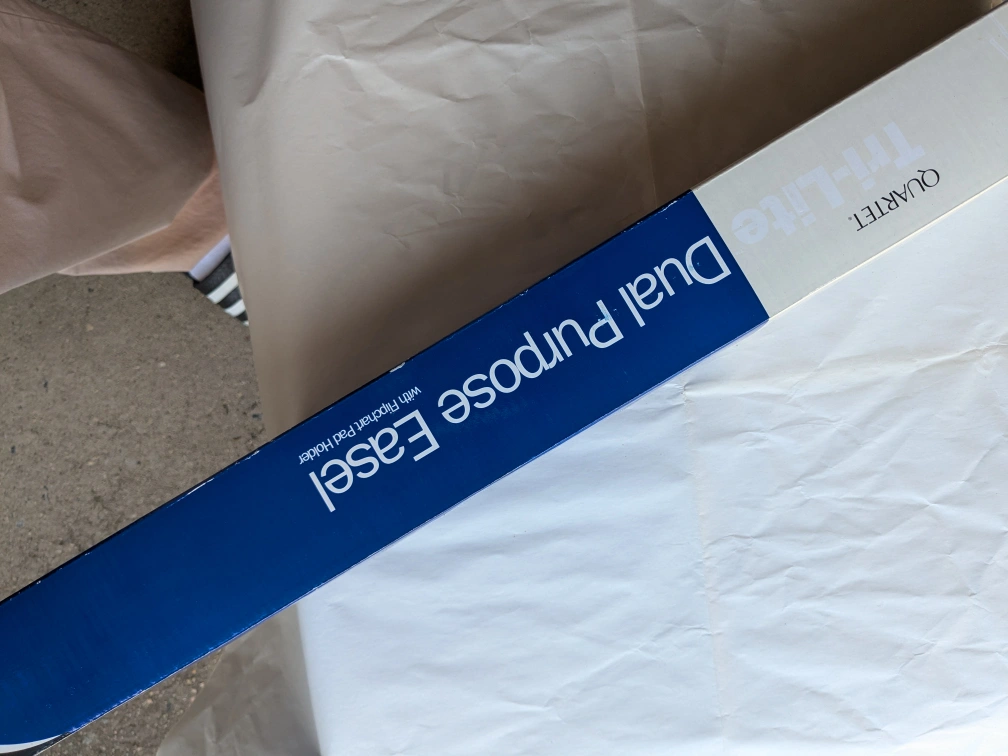 QUARTET®
Tri-Lite
Dual Purpose Easel
with Flipchart Pad Holder